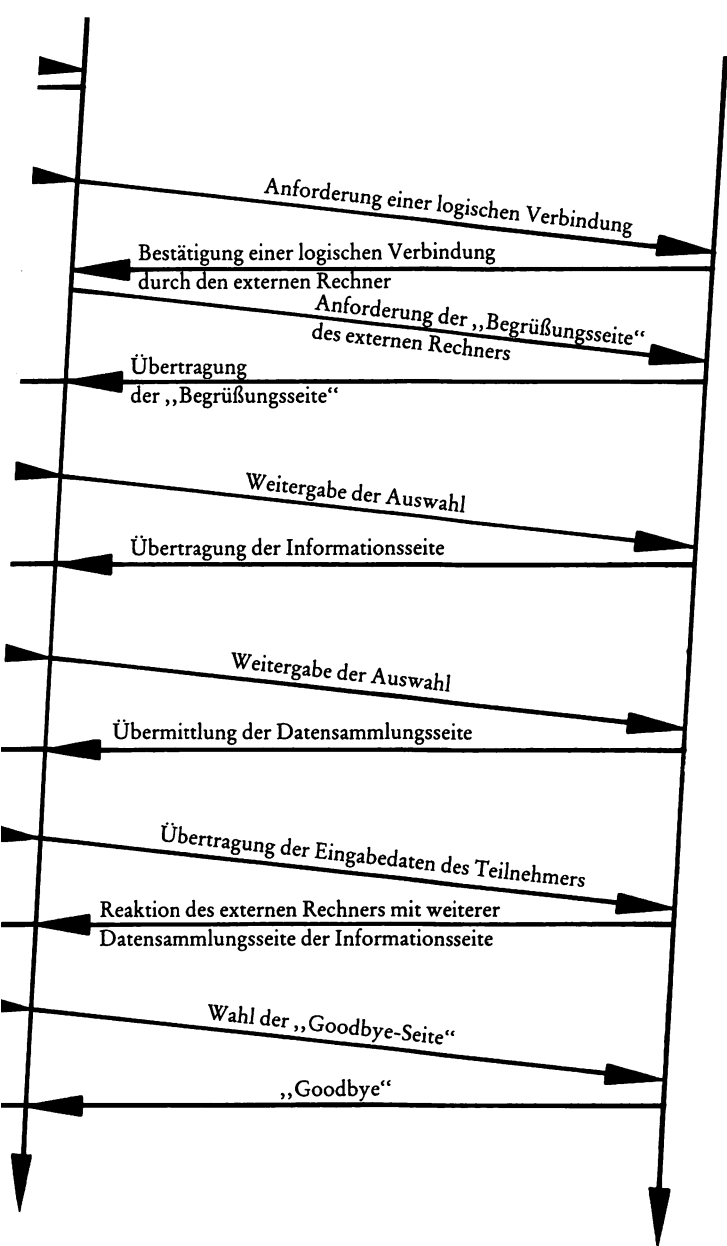 Anforderung einer logischen Verbindung
Bestätigung einer logischen Verbindung
durch den externen Rechner
Anforderung der ,,Begrüßungsseite“
des externen Rechners
Übertragung
der ,,Begrüßungsseite“
Weitergabe der Auswahl
Übertragung der Informationsseite
Weitergabe der Auswahl
Übermittlung der Datensammlungsseite
Übertragung der Eingabedaten des Teilnehmers
Reaktion des externen Rechners mit weiterer
Datensammlungsseite der Informationsseite
Wahl der ,,Goodbye-Seite“
,,Goodbye“